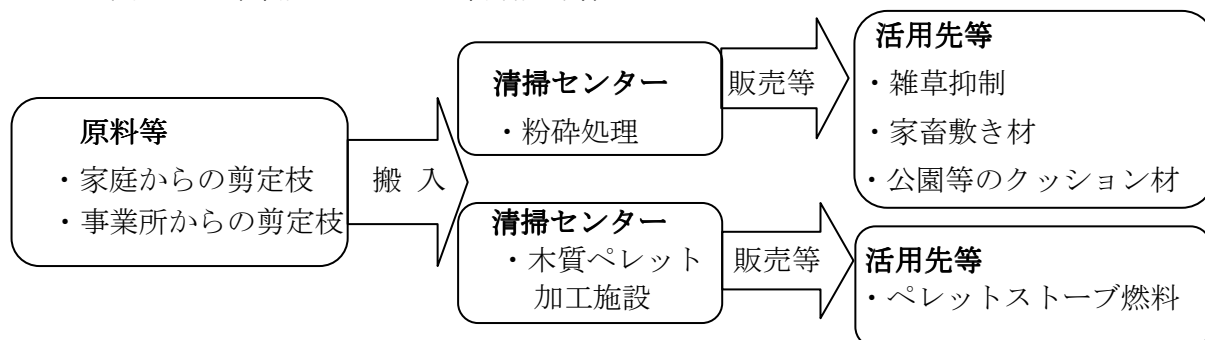 原料等
・家庭からの剪定枝
・事業所からの剪定枝
搬 入
清掃センター
・粉砕処理
販売等
活用先等
・雑草抑制
・家畜敷き材
・公園等のクッション材
清掃センター
・木質ペレット
加工施設
販売等
活用先等
・ペレットストーブ燃料